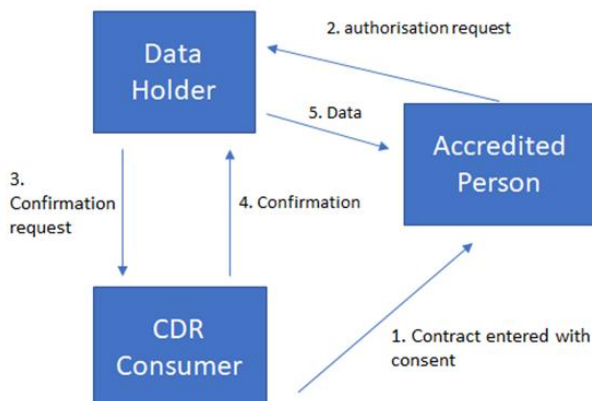 2. authorisation request
Data
Holder
5. Data
Accredited
Person
3.
Confirmation
request
4. Confirmation
CDR
Consumer
1. Contract entered with
consent